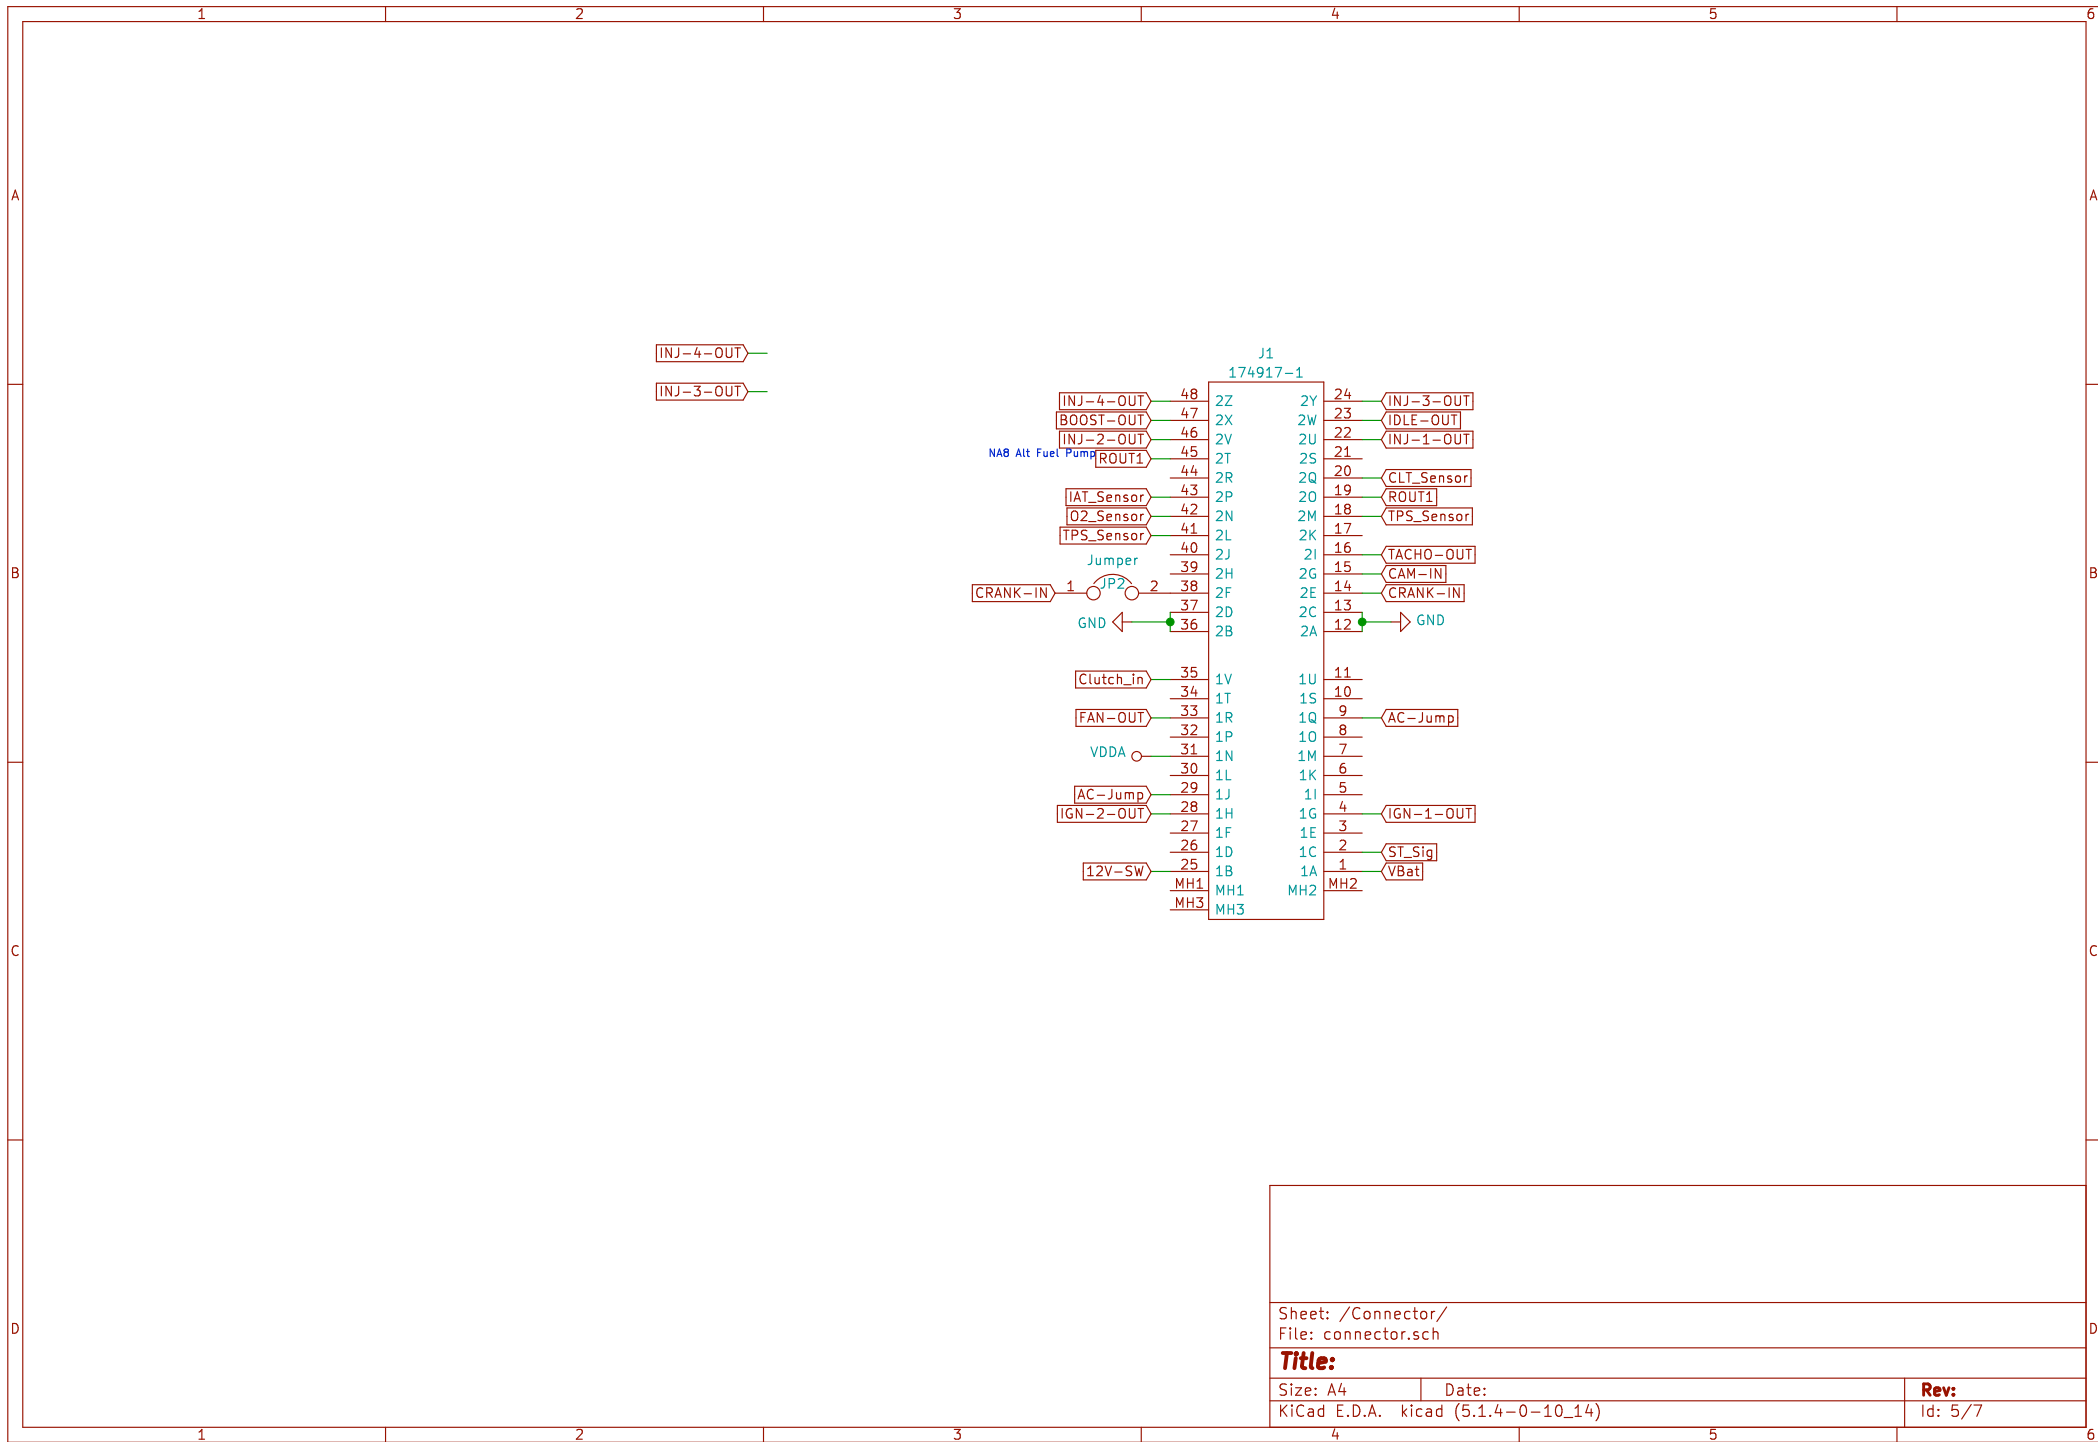 1 2 3 4 5 6
A A
INJ-4-OUT
INJ-3-OUT
J1
174917-1
INJ-4-OUT 48 2Z 2Y 24 INJ-3-OUT
BOOST-OUT 47 2X 2W 23 IDLE-OUT
INJ-2-OUT 46 2V 2U 22 INJ-1-OUT
NA8 Alt Fuel Pump ROUT1 45 2T 2S 21
44 2R 2Q 20 CLT_Sensor
IAT_Sensor 43 2P 2O 19 ROUT1
O2_Sensor 42 2N 2M 18 TPS_Sensor
TPS_Sensor 41 2L 2K 17
40 2J 2I 16 TACHO-OUT
Jumper
B 39 2H 2G 15 CAM-IN B
CRANK-IN 1 JP2 2 38 2F 2E 14 CRANK-IN
37 2D 2C 13
GND GND
36 2B 2A 12
Clutch_in 35 1V 1U 11
34 1T 1S 10
FAN-OUT 33 1R 1Q 9 AC-Jump
32 1P 1O 8
VDDA 31 1N 1M 7
30 1L 1K 6
AC-Jump 29 1J 1I 5
IGN-2-OUT 28 1H 1G 4 IGN-1-OUT
27 1F 1E 3
26 1D 1C 2 ST_Sig
12V-SW 25 1B 1A 1 VBat
MH1 MH1 MH2 MH2
MH3 MH3
C C
Sheet: /Connector/
File: connector.sch
D D
Title:
Size: A4 Date: Rev:
KiCad E.D.A. kicad (5.1.4-0-10_14) Id: 5/7
1 2 3 4 5 6